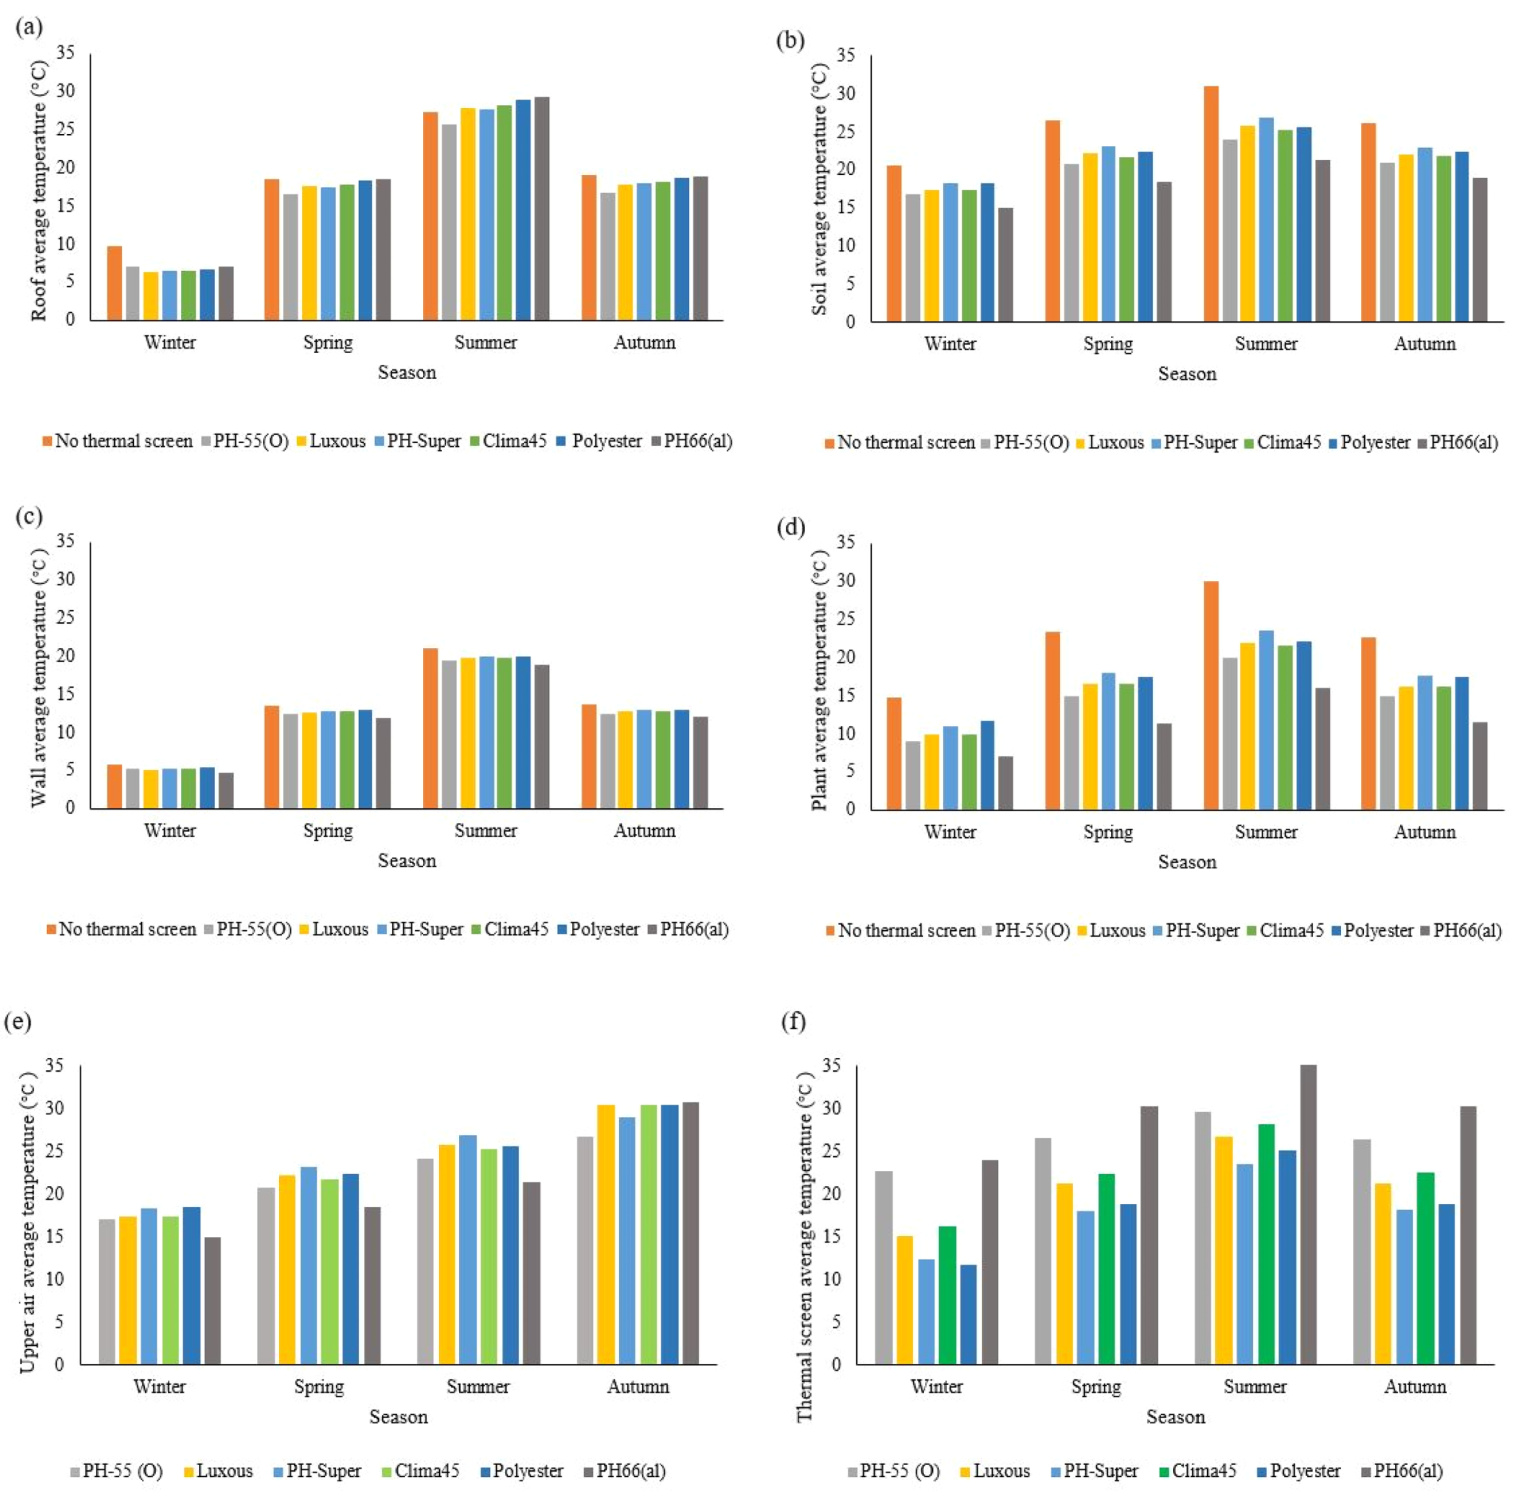 (a)
35
30
25
20
15
10
5
0
Roof average temperature (°C)
Winter Spring Summer Autumn
Season
No thermal screen PH-55(O) Luxous PH-Super Clima45 Polyester PH66(al)
(b)
35
30
25
20
15
10
5
0
Soil average temperature (°C)
Winter Spring Summer Autumn
Season
No thermal screen PH-55(O) Luxous PH-Super Clima45 Polyester PH66(al)
(c)
35
30
25
20
15
10
5
0
Wall average temperature (°C)
Winter Spring Summer Autumn
Season
No thermal screen PH-55(O) Luxous PH-Super Clima45 Polyester PH66(al)
(d)
35
30
25
20
15
10
5
0
Plant average temperature (°C)
Winter Spring Summer Autumn
Season
No thermal screen PH-55(O) Luxous PH-Super Clima45 Polyester PH66(al)
(e)
35
30
25
20
15
10
5
0
Upper air average temperature (°C )
Winter Spring Summer Autumn
Season
PH-55 (O) Luxous PH-Super Clima45 Polyester PH66(al)
(f)
35
30
25
20
15
10
5
0
Thermal screen average temperature (°C )
Winter Spring Summer Autumn
Season
PH-55 (O) Luxous PH-Super Clima45 Polyester PH66(al)